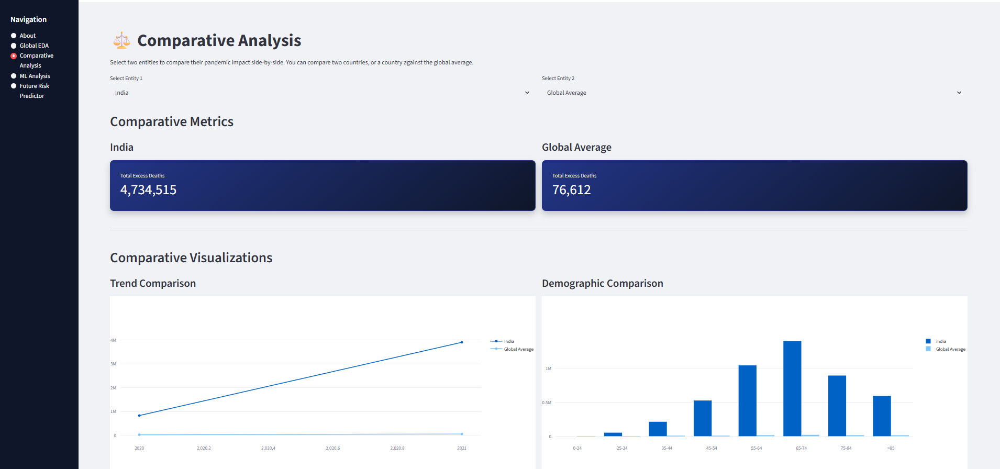 Navigation
About
Global EDA
Comparative
Analysis
ML Analysis
Future Risk
Predictor
Comparative Analysis
Select two entities to compare their pandemic impact side-by-side. You can compare two countries, or a country against the global average.
Select Entity 1
India
Select Entity 2
Global Average
Comparative Metrics
India
Total Excess Deaths
4,734,515
Global Average
Total Excess Deaths
76,612
Comparative Visualizations
Trend Comparison
4M
3M
2M
1M
0
2020
2,020.2
2,020.4
2,020.6
2,020.8
2021
India
Global Average
Demographic Comparison
1M
0.5M
0
0-24
25-34
35-44
45-54
55-64
65-74
75-84
>85
India
Global Average